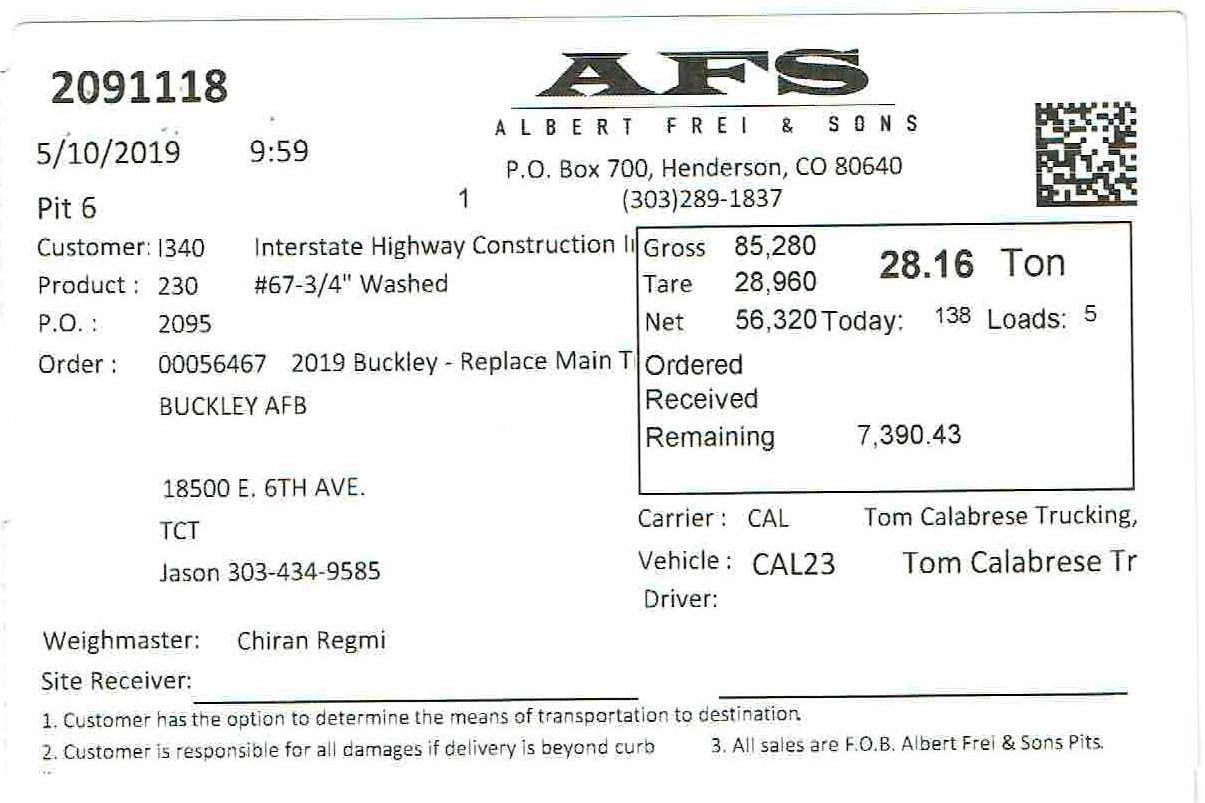 2091118
AFS
ALBERT FREI & SONS
5/10/2019 9:59
P.O. Box 700, Henderson, CO 80640
Pit 6 1 (303)289-1837
Customer: I340 Interstate Highway Construction
Product : 230 #67-3/4" Washed
P.O. : 2095
Order : 00056467 2019 Buckley - Replace Main T
BUCKLEY AFB
18500 E. 6TH AVE.
TCT
Jason 303-434-9585
Gross 85,280 28.16 Ton
Tare 28,960
Net 56,320 Today: 138 Loads: 5
Ordered
Received
Remaining 7,390.43
Carrier : CAL Tom Calabrese Trucking,
Vehicle : CAL23 Tom Calabrese Tr
Driver:
Weighmaster: Chiran Regmi
Site Receiver:
1. Customer has the option to determine the means of transportation to destination.
2. Customer is responsible for all damages if delivery is beyond curb
3. All sales are F.O.B. Albert Frei & Sons Pits.